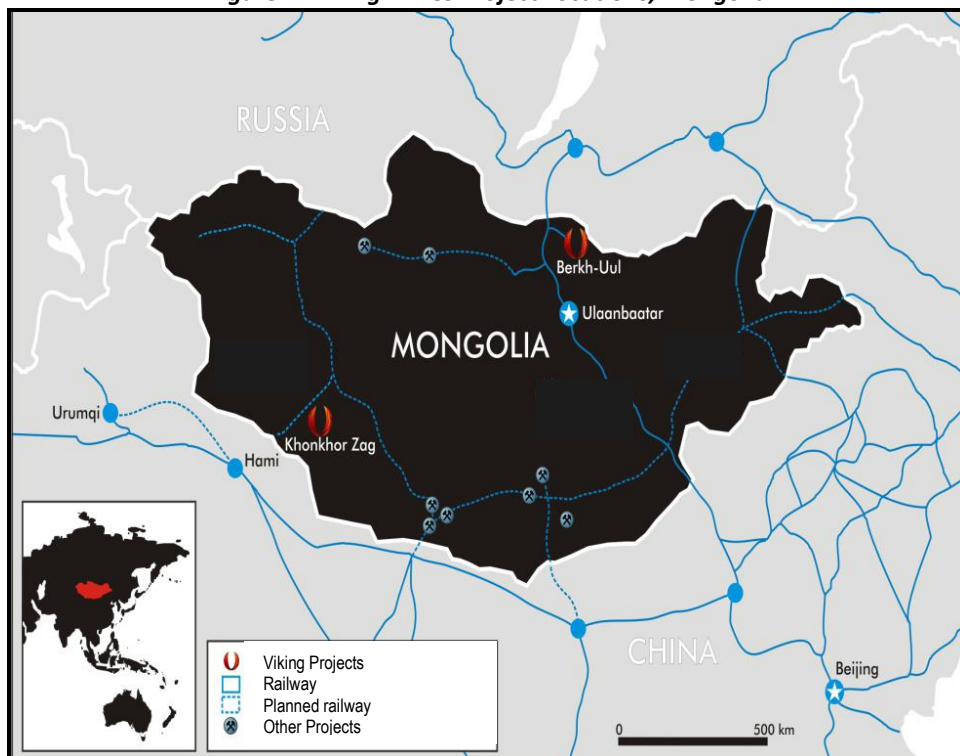 RUSSIA
Berkh-Uul
Ulaanbaatar
MONGOLIA
Urumqi
Khonkhor Zag
Hami
CHINA
Beijing
Viking Projects
Railway
Planned railway
Other Projects
0 500 km